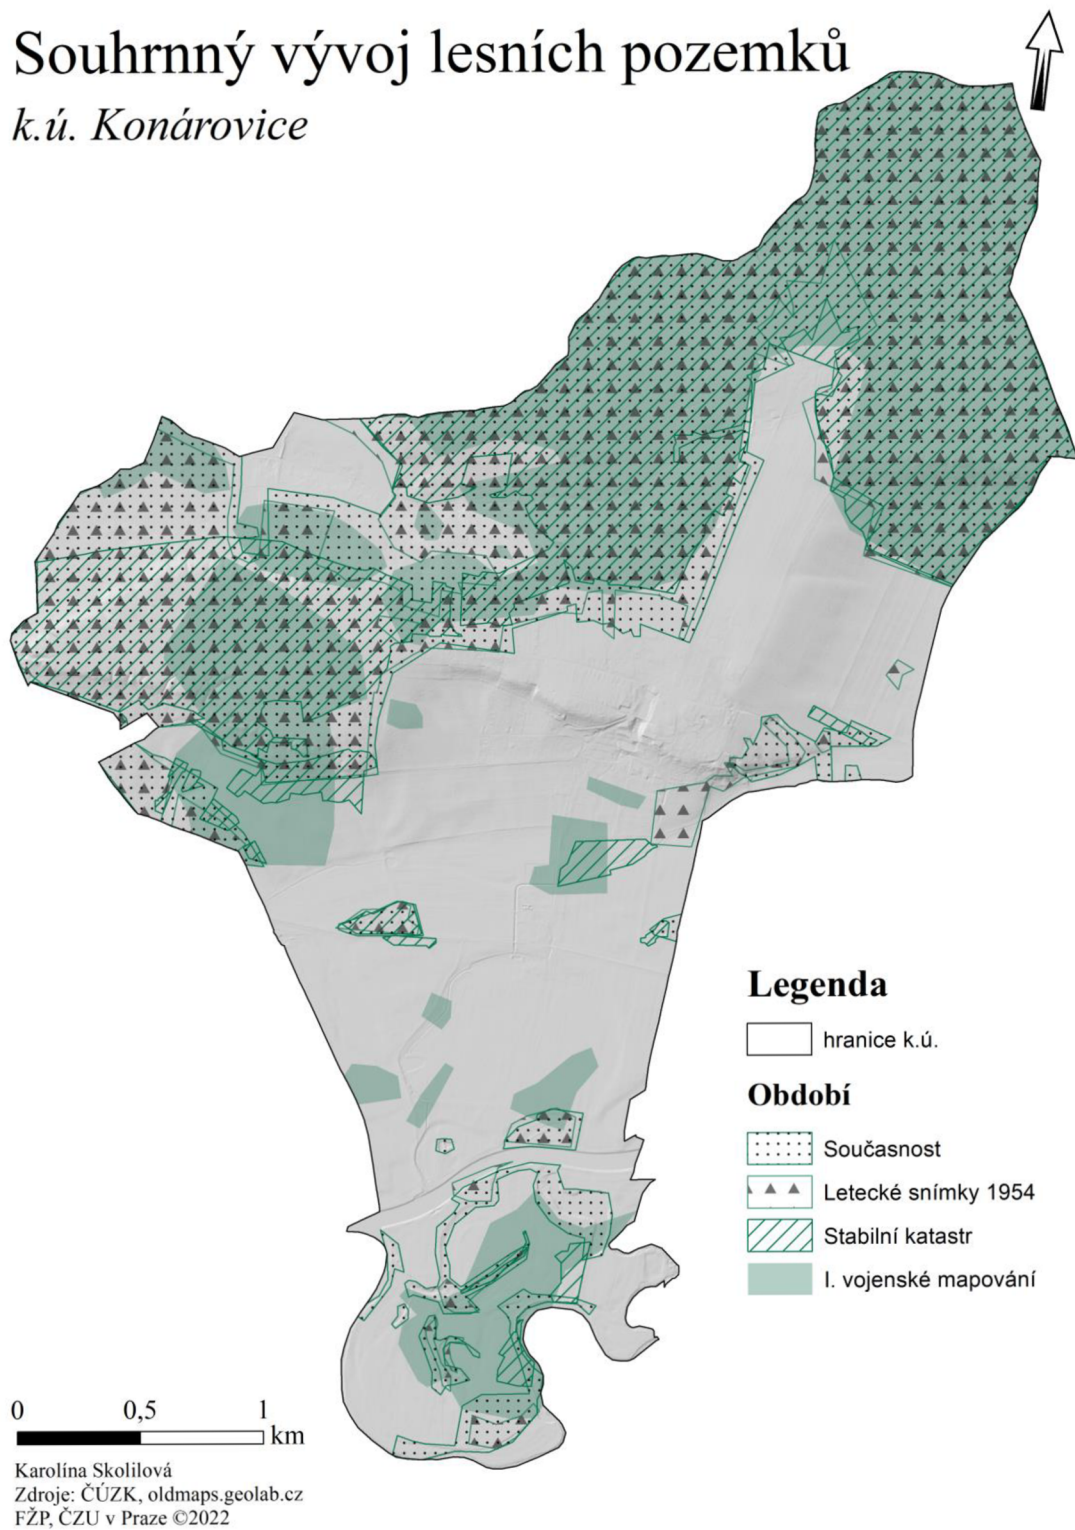 Souhrnný vývoj lesních pozemků
k.ú. Konárovice
Legenda
hranice k.ú.
Období
Současnost
Letecké snímky 1954
Stabilní katastr
I. vojenské mapování
0 0,5 1
km
Karolína Skolilová
Zdroje: ČÚZK, oldmaps.geolab.cz
FŽP, ČZU v Praze ©2022